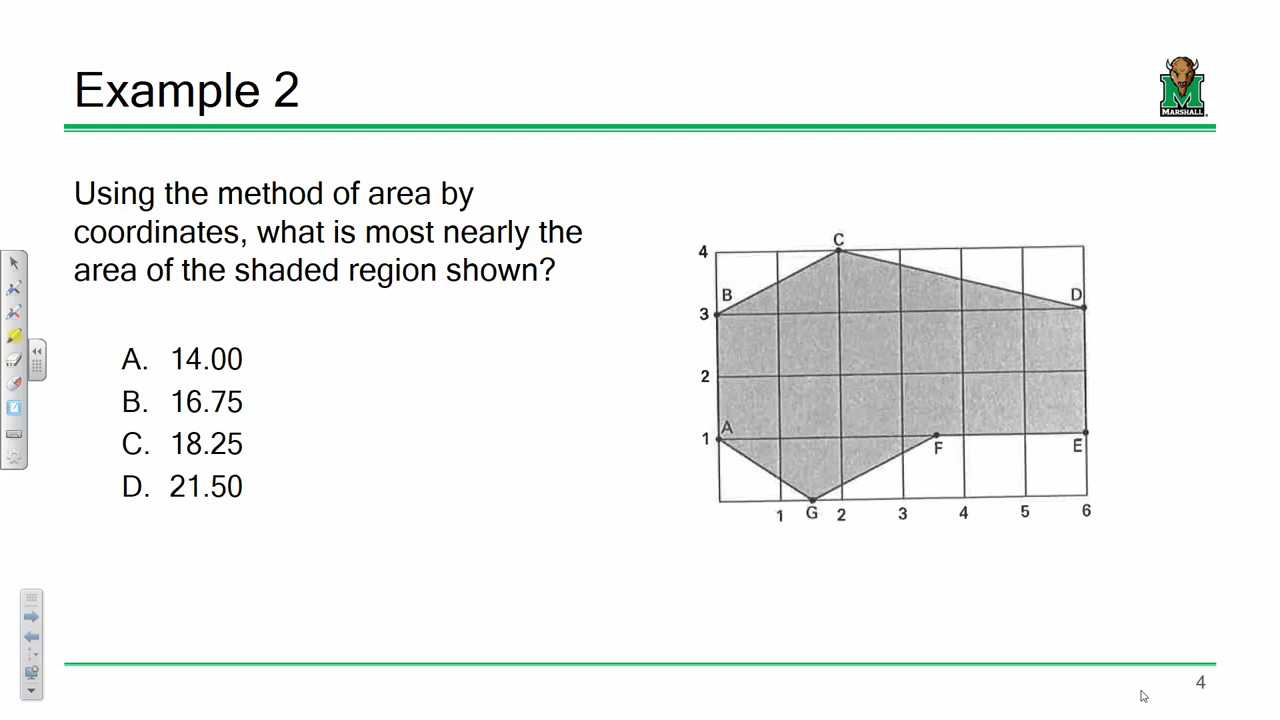 Example 2
MARSHALL
Using the method of area by
coordinates, what is most nearly the
area of the shaded region shown?
A. 14.00
B. 16.75
C. 18.25
D. 21.50
C
4
B
D
3
2
A
1
F
E
1 G 2 3 4 5 6
4